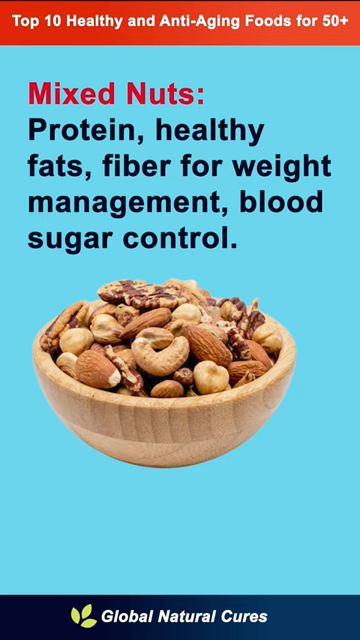 Top 10 Healthy and Anti-Aging Foods for 50+
Mixed Nuts:
Protein, healthy
fats, fiber for weight
management, blood
sugar control.
Global Natural Cures